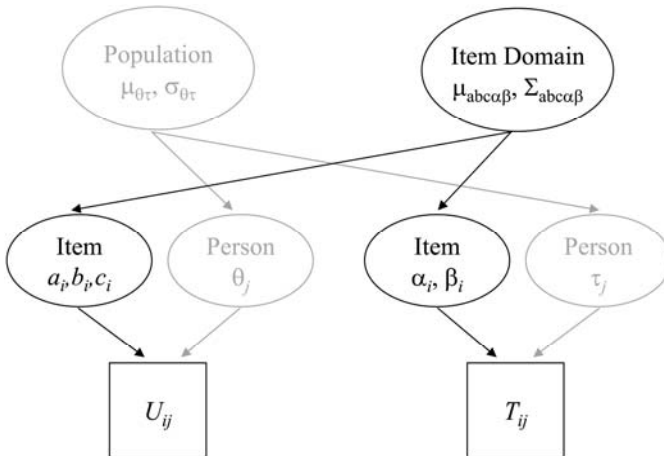 Population
μθτ, σθτ
Item Domain
μabcαβ, Σabcαβ
Item
ai,bi,ci
Person
θj
Item
αi, βi
Person
τj
Uij
Tij